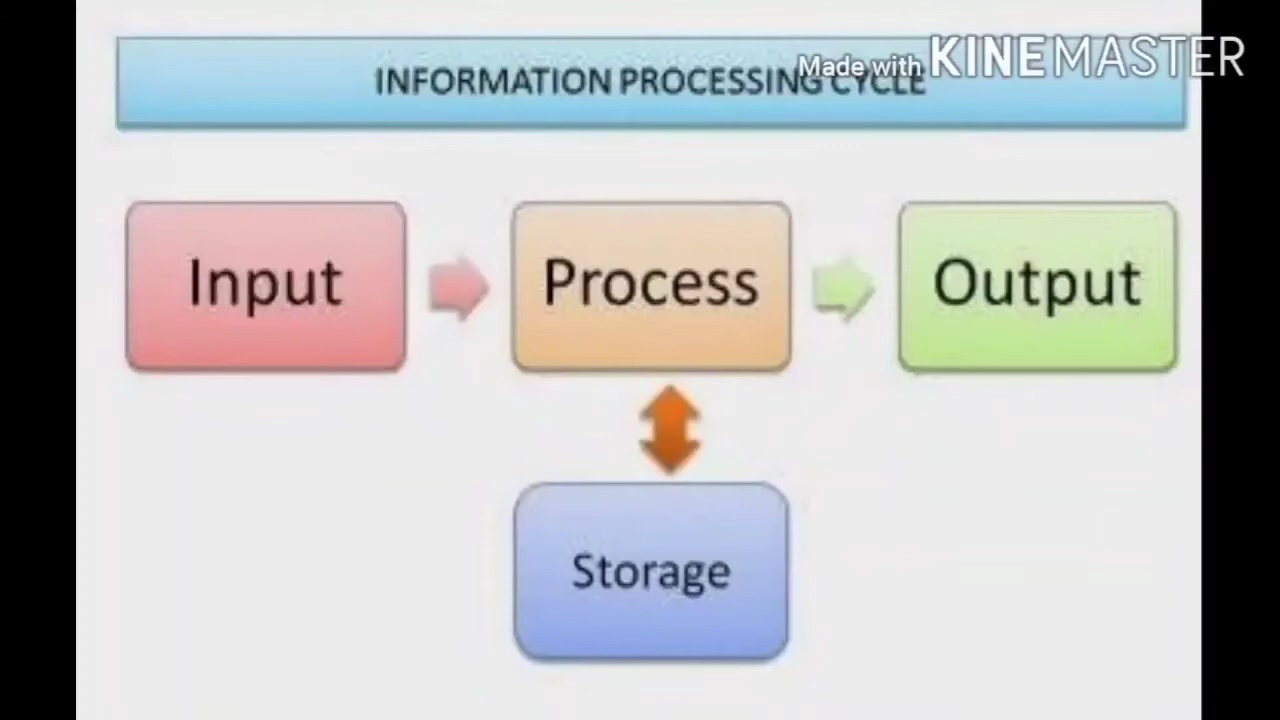 Made with KINEMASTER
INFORMATION PROCESSING CYCLE
Input
Process
Output
Storage